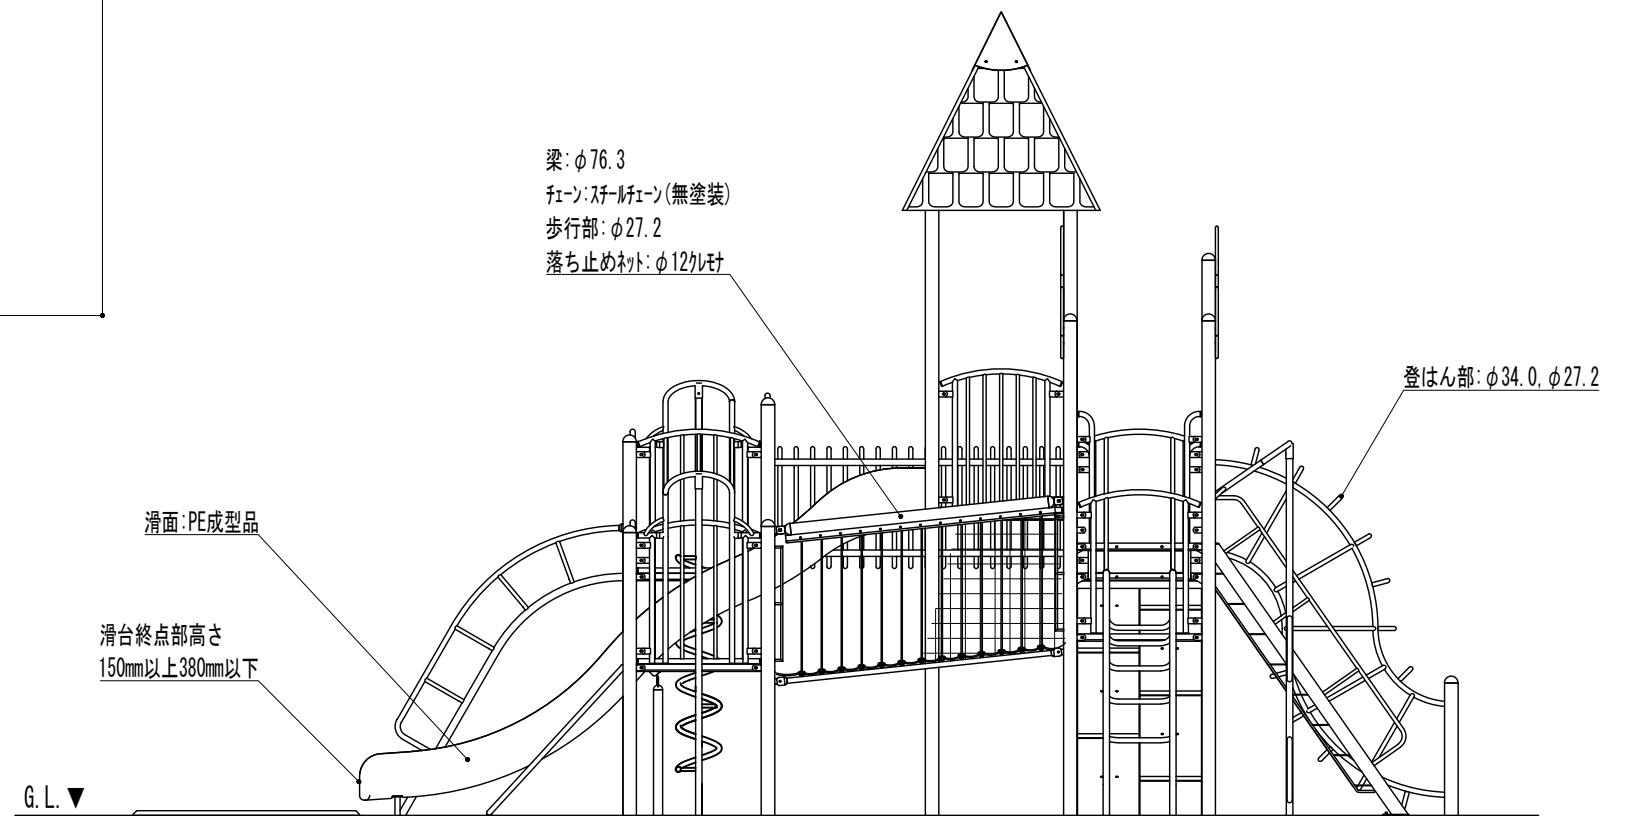 梁:φ76.3
ﾁｪｰﾝ:ｽﾁｰﾙﾁｪｰﾝ(無塗装)
歩行部:φ27.2
落ち止めﾈｯﾄ:φ12ｸﾚﾓﾅ
登はん部:φ34.0,φ27.2
滑面:PE成型品
滑台終点部高さ
150mm以上380mm以下
G.L.▼